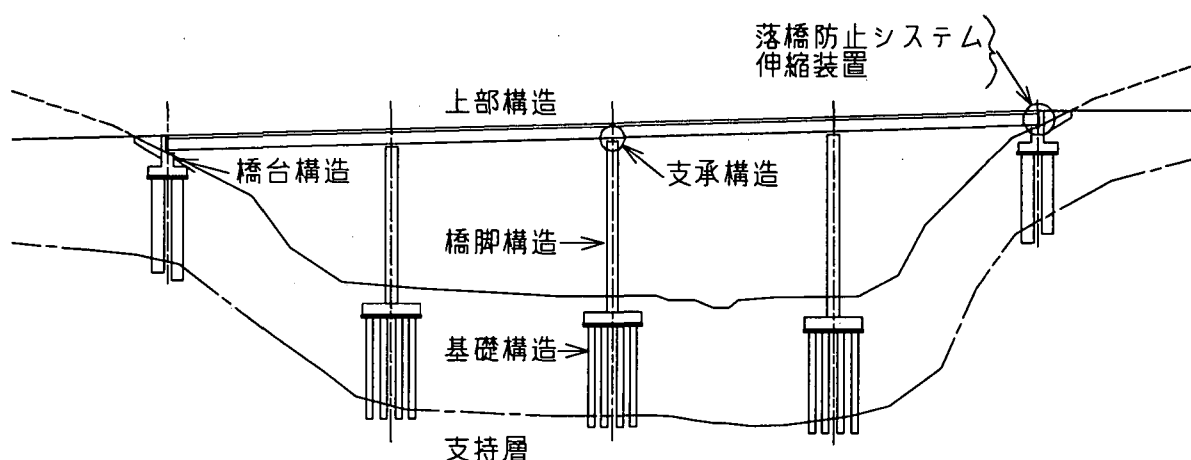 落橋防止システム
伸縮装置
上部構造
橋台構造
支承構造
橋脚構造
基礎構造
支持層